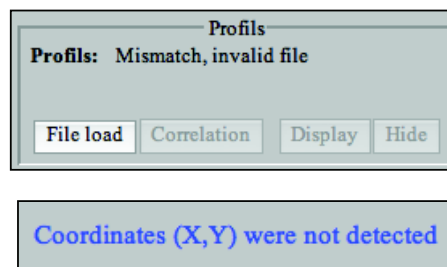 Profils
Profils: Mismatch, invalid file
File load Correlation Display Hide
Coordinates (X,Y) were not detected